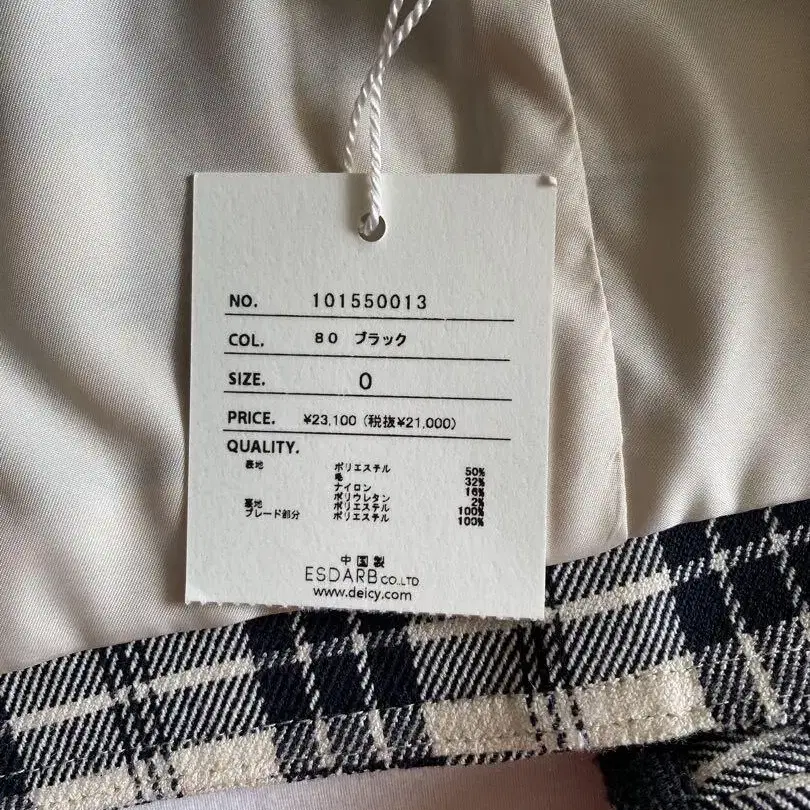 NO. 101550013
COL. 80 ブラック
SIZE. 0
PRICE. ¥23,100 (税抜¥21,000)
QUALITY.
表地 ポリエステル 50%
毛 32%
ナイロン 16%
ポリウレタン 2%
裏地 ポリエステル 100%
ブレード部分 ポリエステル 100%
中国製
ESDARB CO.,LTD
www.deicy.com